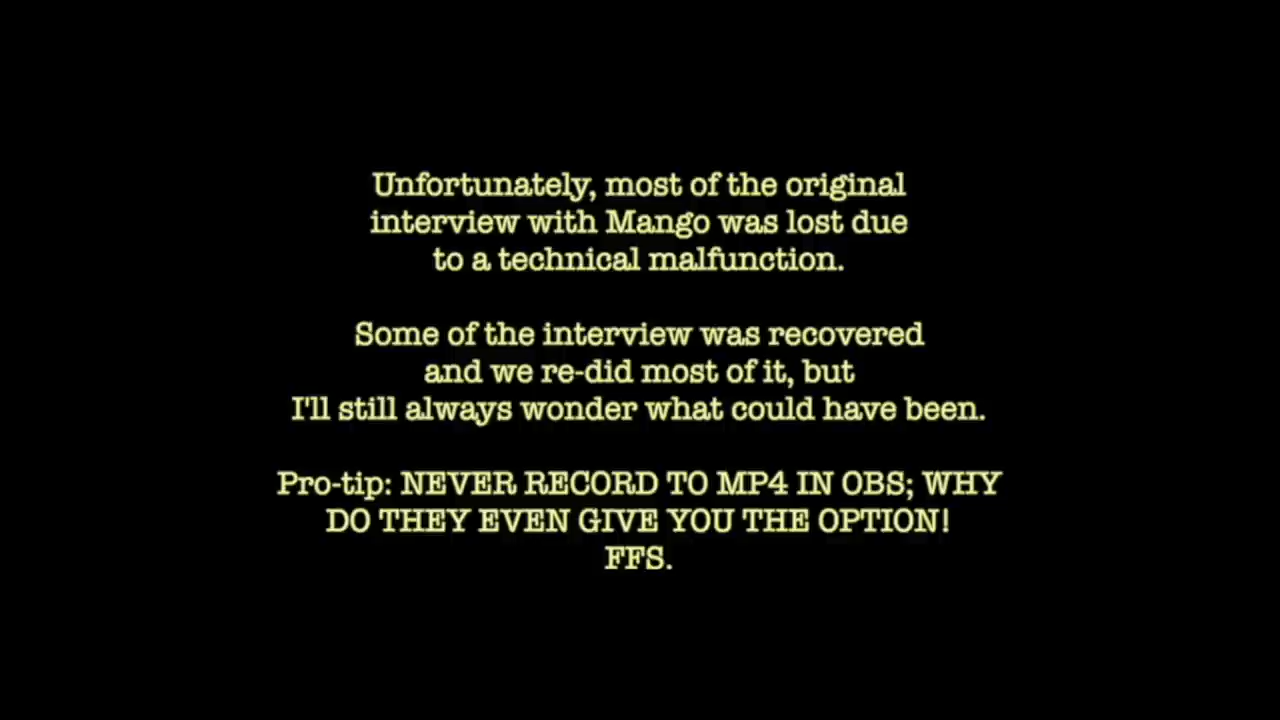 Unfortunately, most of the original
interview with Mango was lost due
to a technical malfunction.
Some of the interview was recovered
and we re-did most of it, but
I'll still always wonder what could have been.
Pro-tip: NEVER RECORD TO MP4 IN OBS; WHY
DO THEY EVEN GIVE YOU THE OPTION!
FFS.